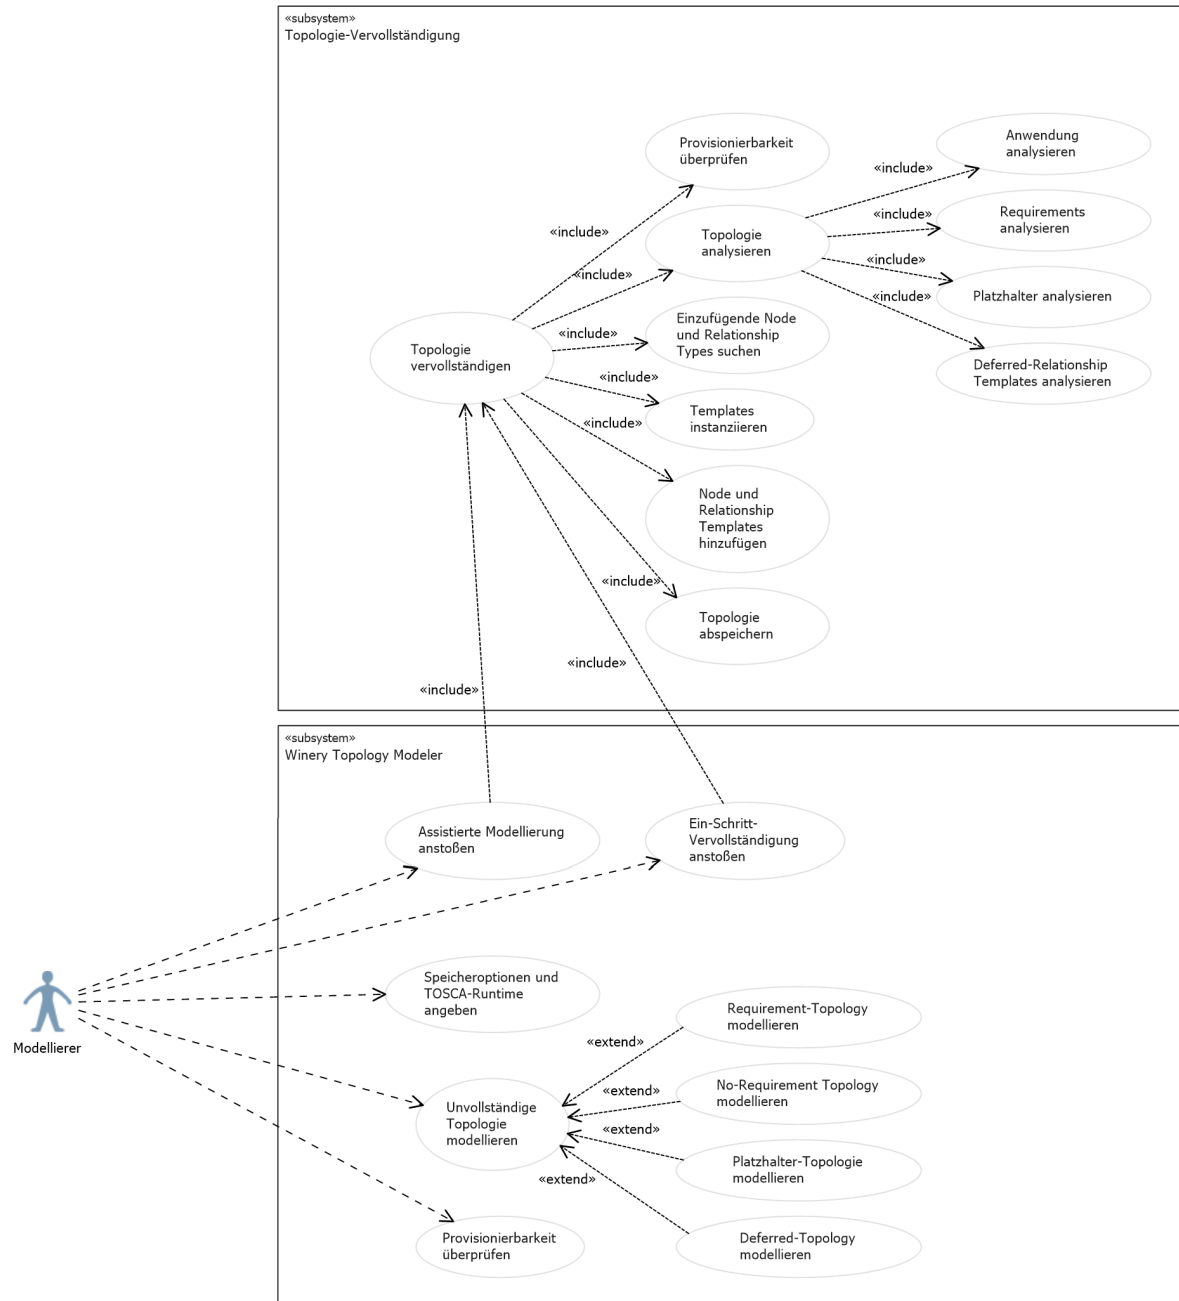 «subsystem»
Topologie-Vervollständigung
Provisionierbarkeit
überprüfen
Anwendung
analysieren
«include»
Requirements
analysieren
«include»
Topologie
analysieren
«include»
«include»
«include»
Platzhalter analysieren
«include»
Einzufügende Node
und Relationship
Types suchen
«include»
Topologie
vervollständigen
Deferred-Relationship
Templates analysieren
«include»
Templates
instanziieren
«include»
Node und
Relationship
Templates
hinzufügen
«include»
Topologie
abspeichern
«include»
«include»
«subsystem»
Winery Topology Modeler
Assistierte Modellierung
anstoßen
Ein-Schritt-
Vervollständigung
anstoßen
Speicheroptionen und
TOSCA-Runtime
angeben
Modellierer
Requirement-Topology
modellieren
«extend»
No-Requirement Topology
modellieren
«extend»
Unvollständige
Topologie
modellieren
«extend»
Platzhalter-Topologie
modellieren
«extend»
Provisionierbarkeit
überprüfen
Deferred-Topology
modellieren